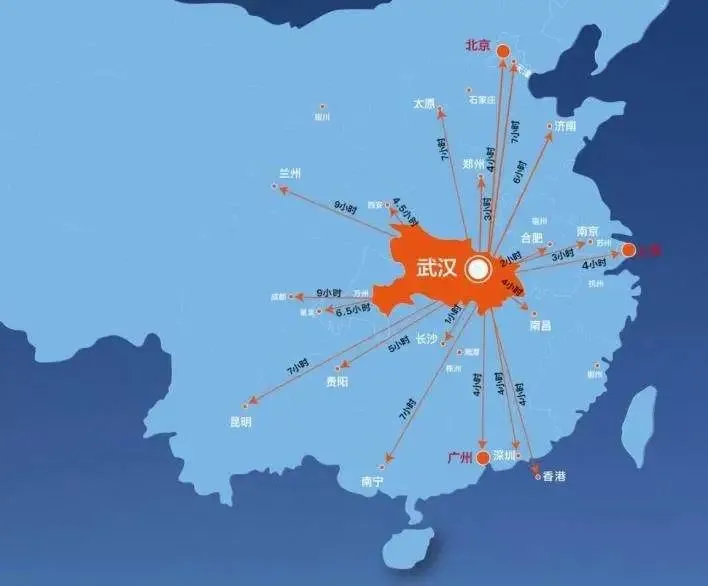 北京
天津
石家庄
太原
银川
济南
7小时
4小时
7小时
6小时
郑州
兰州
3小时
西安
9小时
4.5小时
徐州
合肥
南京
苏州
上海
武汉
2小时
3小时
4小时
杭州
4小时
成都
9小时
万州
重庆
6.5小时
1小时
南昌
长沙
5小时
湘潭
株洲
7小时
贵阳
福州
4小时
4小时
4小时
7小时
昆明
广州
深圳
南宁
香港